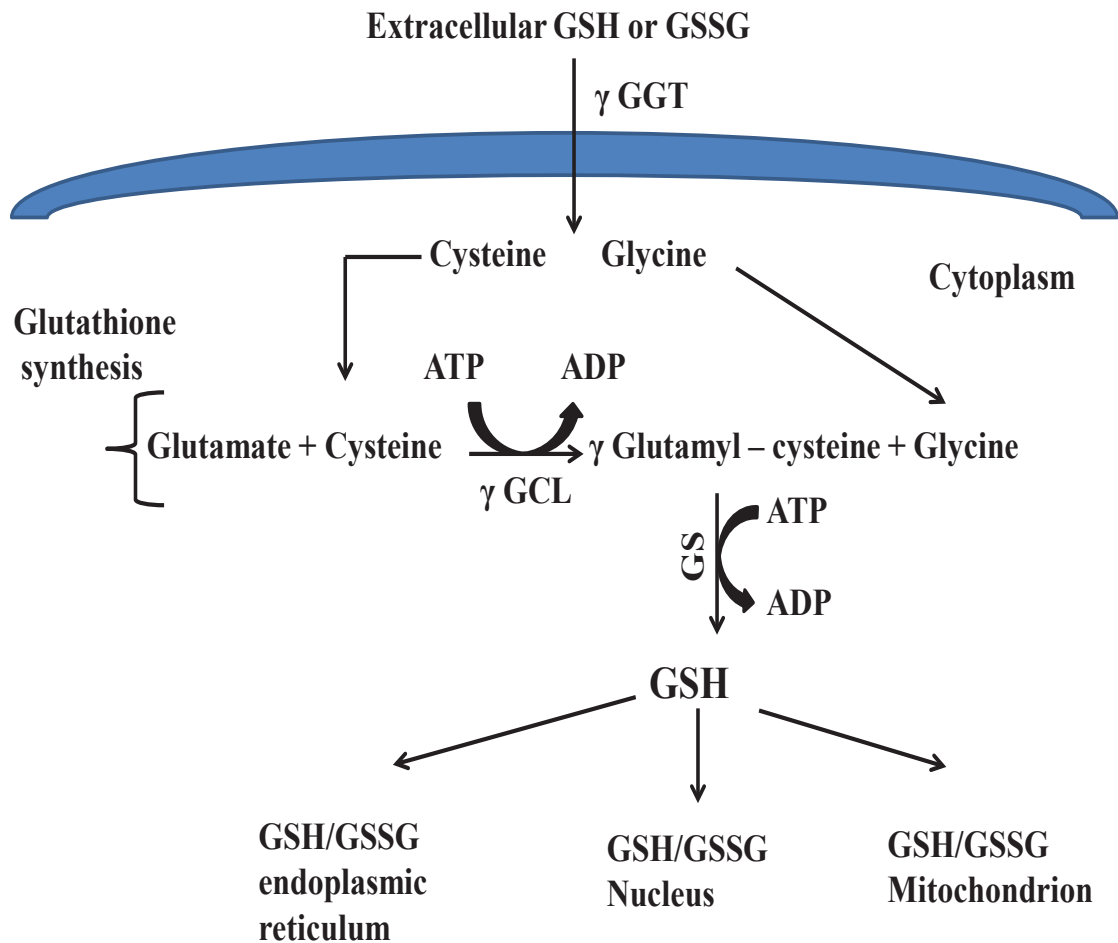 Extracellular GSH or GSSG
γ GGT
Cysteine
Glycine
Cytoplasm
Glutathione
synthesis
ATP
ADP
Glutamate + Cysteine
γ Glutamyl – cysteine + Glycine
γ GCL
ATP
GS
ADP
GSH
GSH/GSSG
endoplasmic
reticulum
GSH/GSSG
Nucleus
GSH/GSSG
Mitochondrion